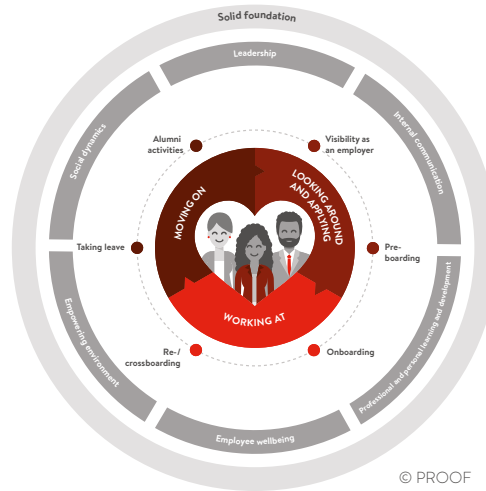 Solid foundation
Leadership
Internal communication
Professional and personal learning and development
Employee wellbeing
Empowering environment
Social dynamics
Alumni
activities
Visibility as
an employer
Taking leave
Pre-
boarding
Re-/
crossboarding
Onboarding
MOVING ON
LOOKING AROUND
AND APPLYING
WORKING AT
© PROOF